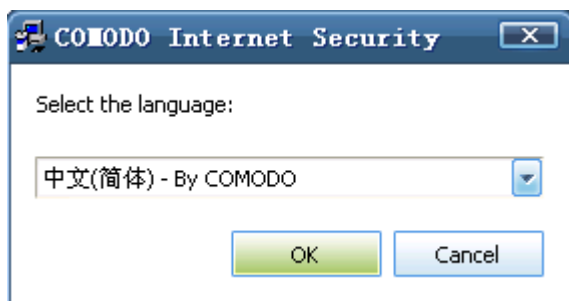 COMODO Internet Security
Select the language:
中文(简体) - By COMODO
OK
Cancel